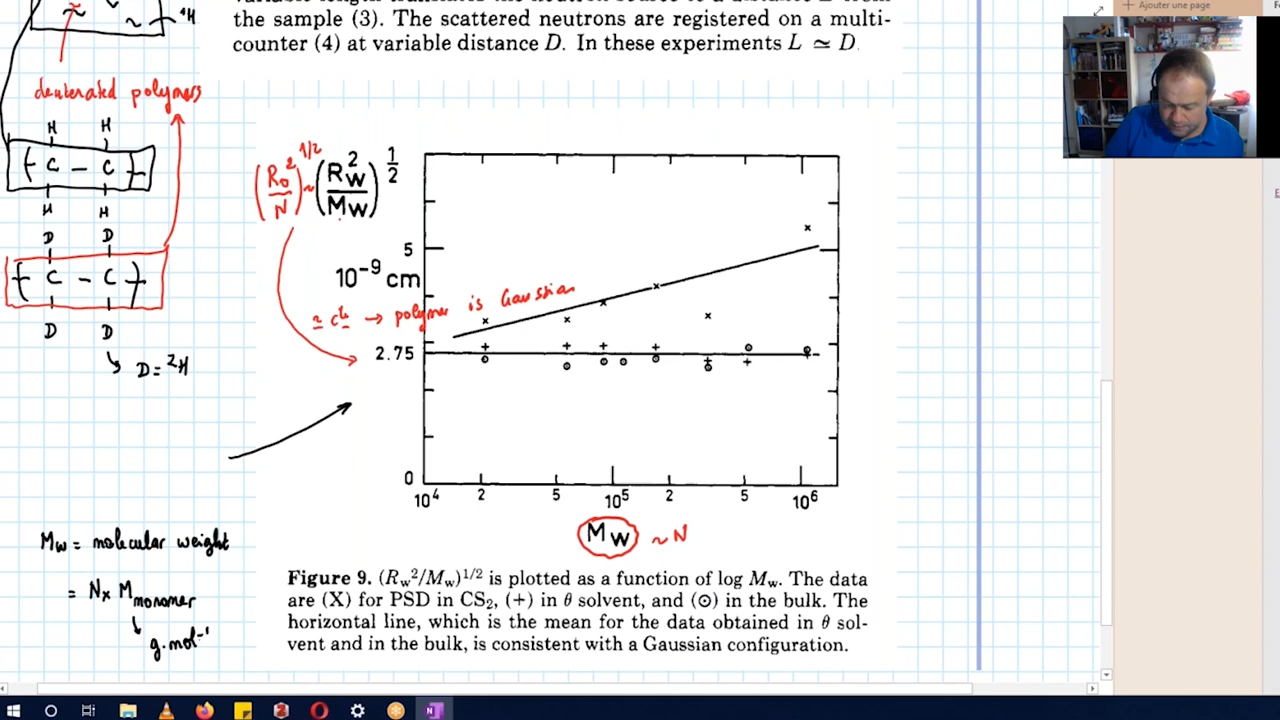 the sample (3). The scattered neutrons are registered on a multi-
counter (4) at variable distance D. In these experiments L ≃ D.
Ajoute une page
deuterated polymers
H H
C – C
H H
D D
C – C
D D
D = ²H
(R₀²/N)^1/2 ~ (R_W²/M_W)^1/2
10⁻⁹ cm
5
≈ cte → polymer is Gaussian
2.75
0
10⁴ 2 5 10⁵ 2 5 10⁶
M_W ~ N
Mw = molecular weight
= N × M monomer
g.mol⁻¹
Figure 9. (R_w²/M_w)^1/2 is plotted as a function of log M_w. The data
are (X) for PSD in CS₂, (+) in θ solvent, and (⊙) in the bulk. The
horizontal line, which is the mean for the data obtained in θ sol-
vent and in the bulk, is consistent with a Gaussian configuration.